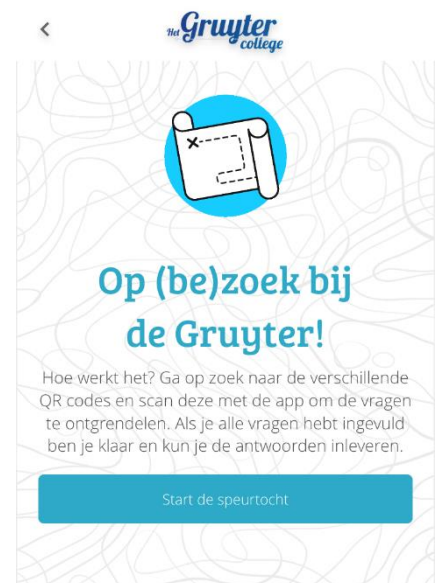 Het Gruyter
college
Op (be)zoek bij
de Gruyter!
Hoe werkt het? Ga op zoek naar de verschillende
QR codes en scan deze met de app om de vragen
te ontgrendelen. Als je alle vragen hebt ingevuld
ben je klaar en kun je de antwoorden inleveren.
Start de speurtocht